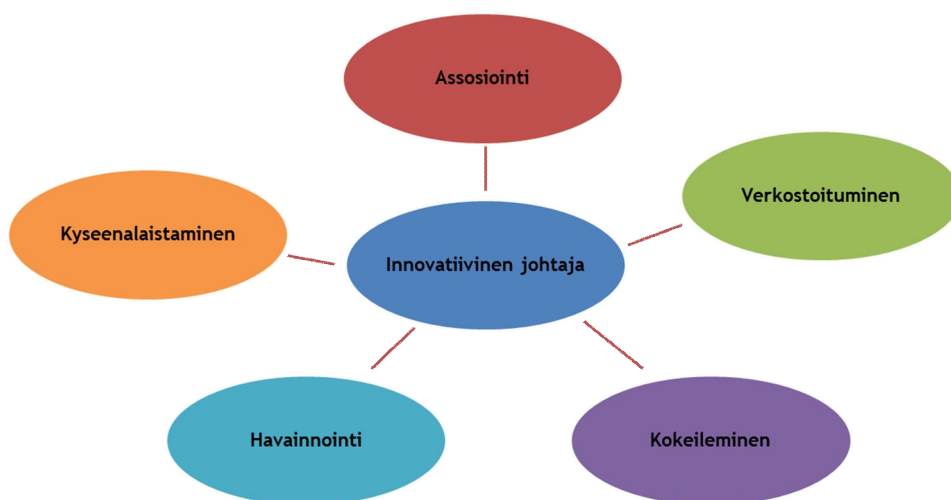 Assosiointi
Verkostoituminen
Kyseenalaistaminen
Innovatiivinen johtaja
Havainnointi
Kokeileminen